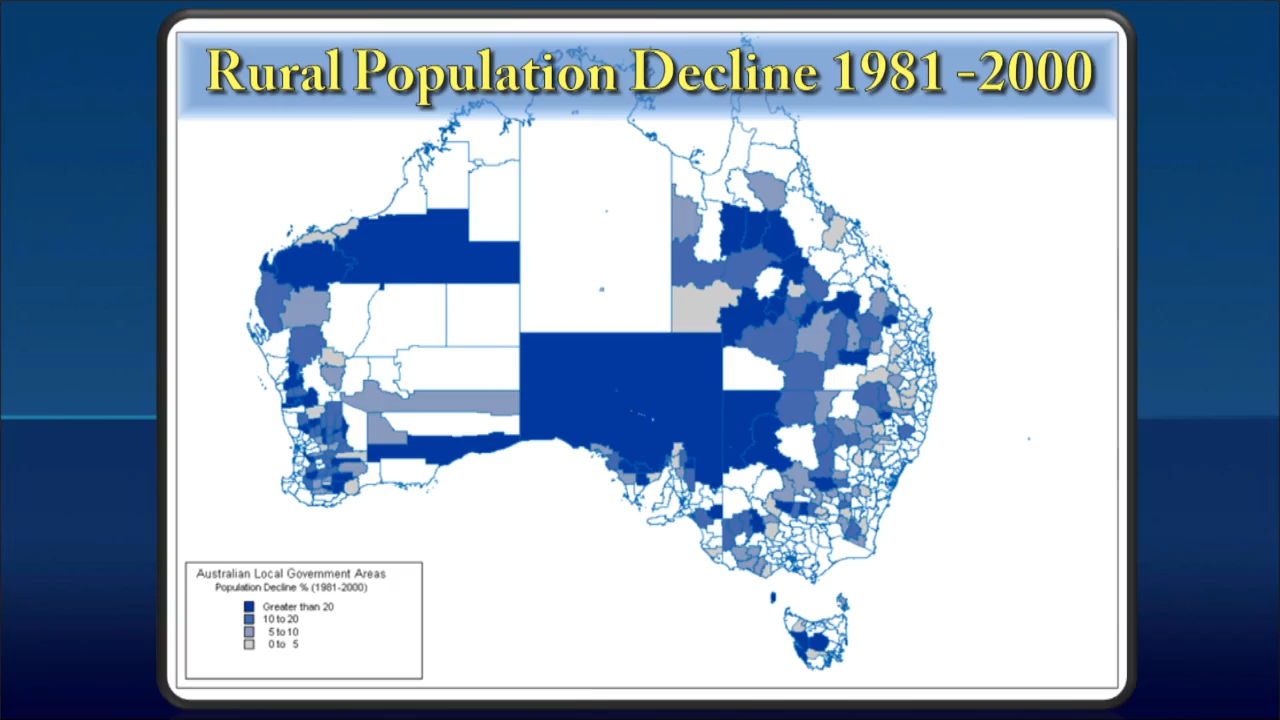 Rural Population Decline 1981 -2000
Australian Local Government Areas
Population Decline % (1981-2000)
Greater than 20
10 to 20
5 to 10
0 to 5